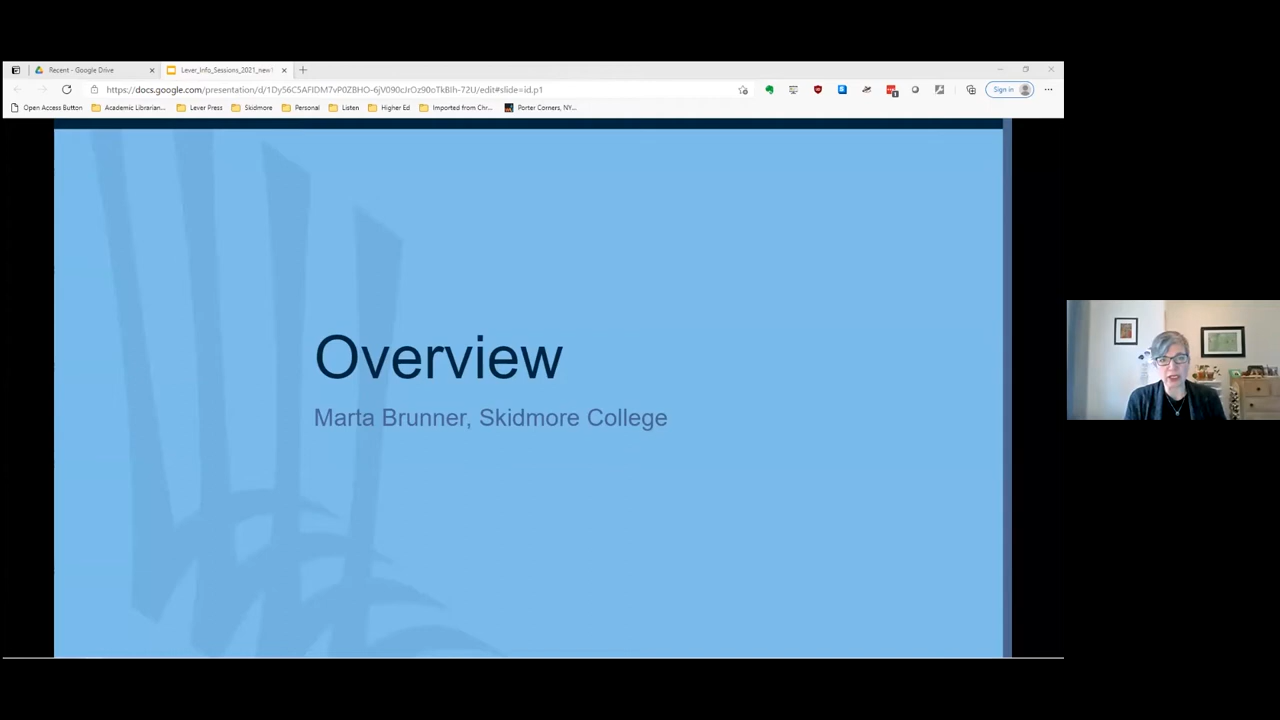 Recent - Google Drive
Lever_Info_Sessions_2021_new!
https://docs.google.com/presentation/d/1Dy56C5AFIDM7vP0ZBHO-6jV090cJrOz90oTkBIh-72U/edit#slide=id.p1
Sign in
Open Access Button
Academic Librarian...
Lever Press
Skidmore
Personal
Listen
Higher Ed
Imported from Chr...
Porter Corners, NY...
Overview
Marta Brunner, Skidmore College